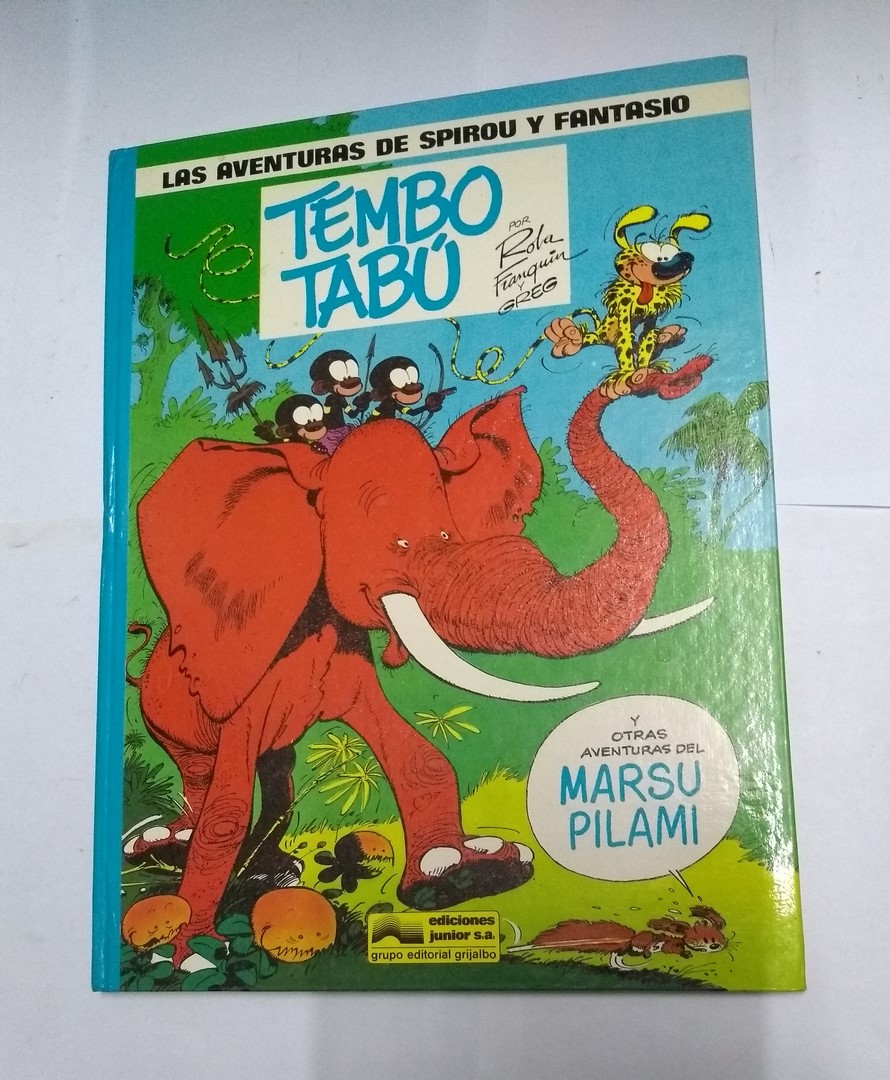 LAS AVENTURAS DE SPIROU Y FANTASIO
TEMBO
TABÚ
POR
Roba
Franquin
Y
GREG
Y
OTRAS
AVENTURAS DEL
MARSU
PILAMI
ediciones
junior s.a.
grupo editorial grijalbo